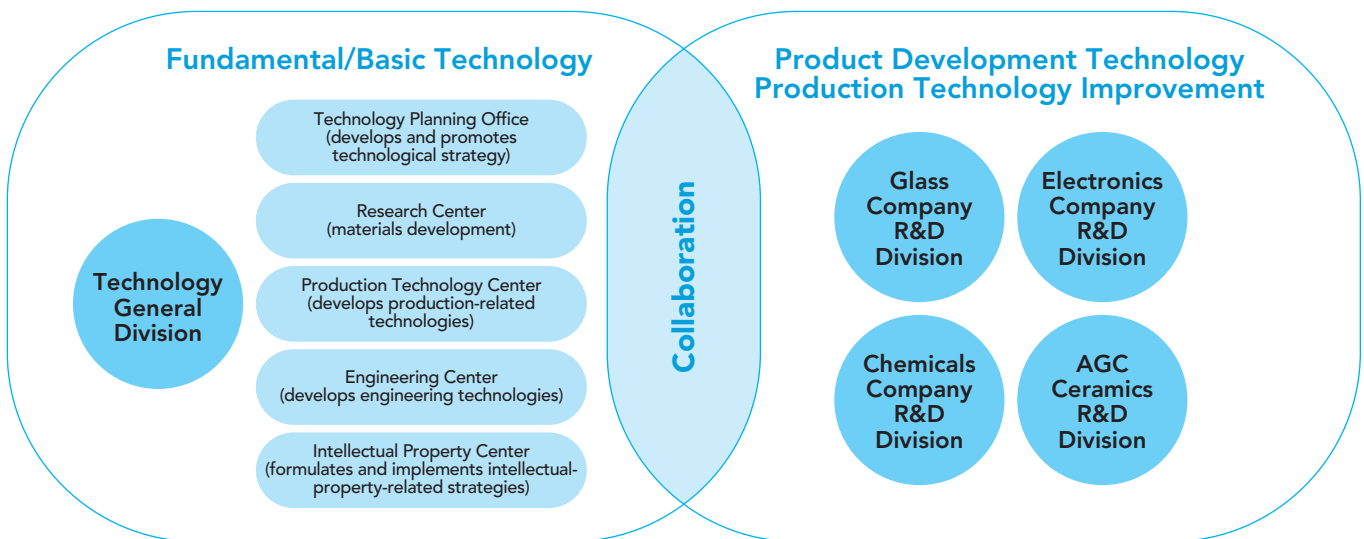 Fundamental/Basic Technology
Technology General Division
Technology Planning Office
(develops and promotes
technological strategy)
Research Center
(materials development)
Production Technology Center
(develops production-related
technologies)
Engineering Center
(develops engineering technologies)
Intellectual Property Center
(formulates and implements intellectual-
property-related strategies)
Collaboration
Product Development Technology
Production Technology Improvement
Glass
Company
R&D
Division
Electronics
Company
R&D
Division
Chemicals
Company
R&D
Division
AGC
Ceramics
R&D
Division